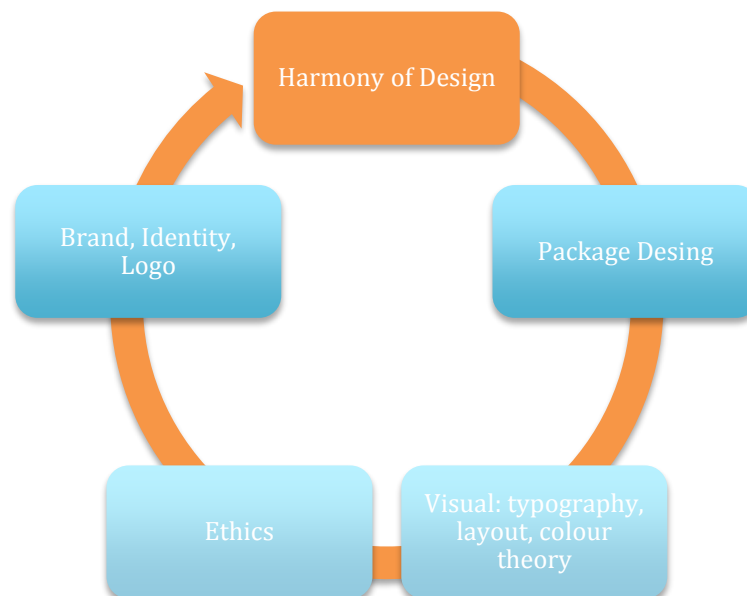 Harmony of Design
Package Desing
Visual: typography,
layout, colour
theory
Ethics
Brand, Identity,
Logo